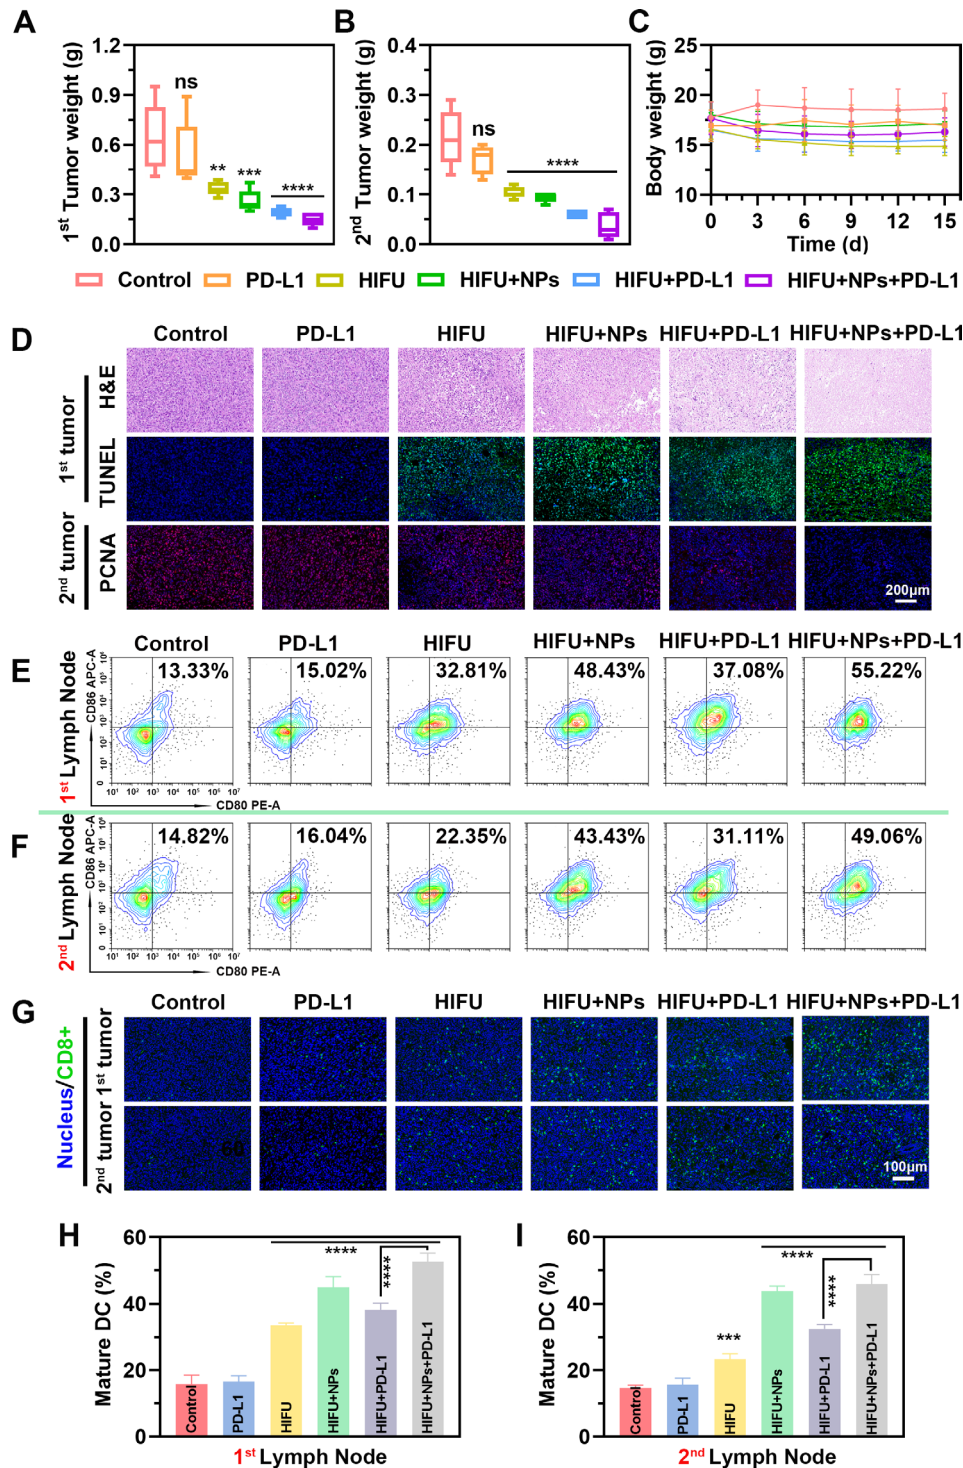 A
B
C
1st Tumor weight (g)
1.2
0.9
0.6
0.3
0.0
ns
**
***
****
2nd Tumor weight (g)
0.4
0.3
0.2
0.1
0.0
ns
****
Body weight (g)
25
20
15
10
0 3 6 9 12 15
Time (d)
Control PD-L1 HIFU HIFU+NPs HIFU+PD-L1 HIFU+NPs+PD-L1
D
Control PD-L1 HIFU HIFU+NPs HIFU+PD-L1 HIFU+NPs+PD-L1
1st tumor
H&E
TUNEL
2nd tumor
PCNA
200μm
E
Control PD-L1 HIFU HIFU+NPs HIFU+PD-L1 HIFU+NPs+PD-L1
1st Lymph Node
CD86 APC-A
13.33% 15.02% 32.81% 48.43% 37.08% 55.22%
CD80 PE-A
F
2nd Lymph Node
CD86 APC-A
14.82% 16.04% 22.35% 43.43% 31.11% 49.06%
CD80 PE-A
G
Control PD-L1 HIFU HIFU+NPs HIFU+PD-L1 HIFU+NPs+PD-L1
Nucleus/CD8+
1st tumor
2nd tumor
60
100μm
H
Mature DC (%)
60
40
20
0
****
****
Control
PD-L1
HIFU
HIFU+NPs
HIFU+PD-L1
HIFU+NPs+PD-L1
1st Lymph Node
I
Mature DC (%)
60
40
20
0
***
****
****
Control
PD-L1
HIFU
HIFU+NPs
HIFU+PD-L1
HIFU+NPs+PD-L1
2nd Lymph Node